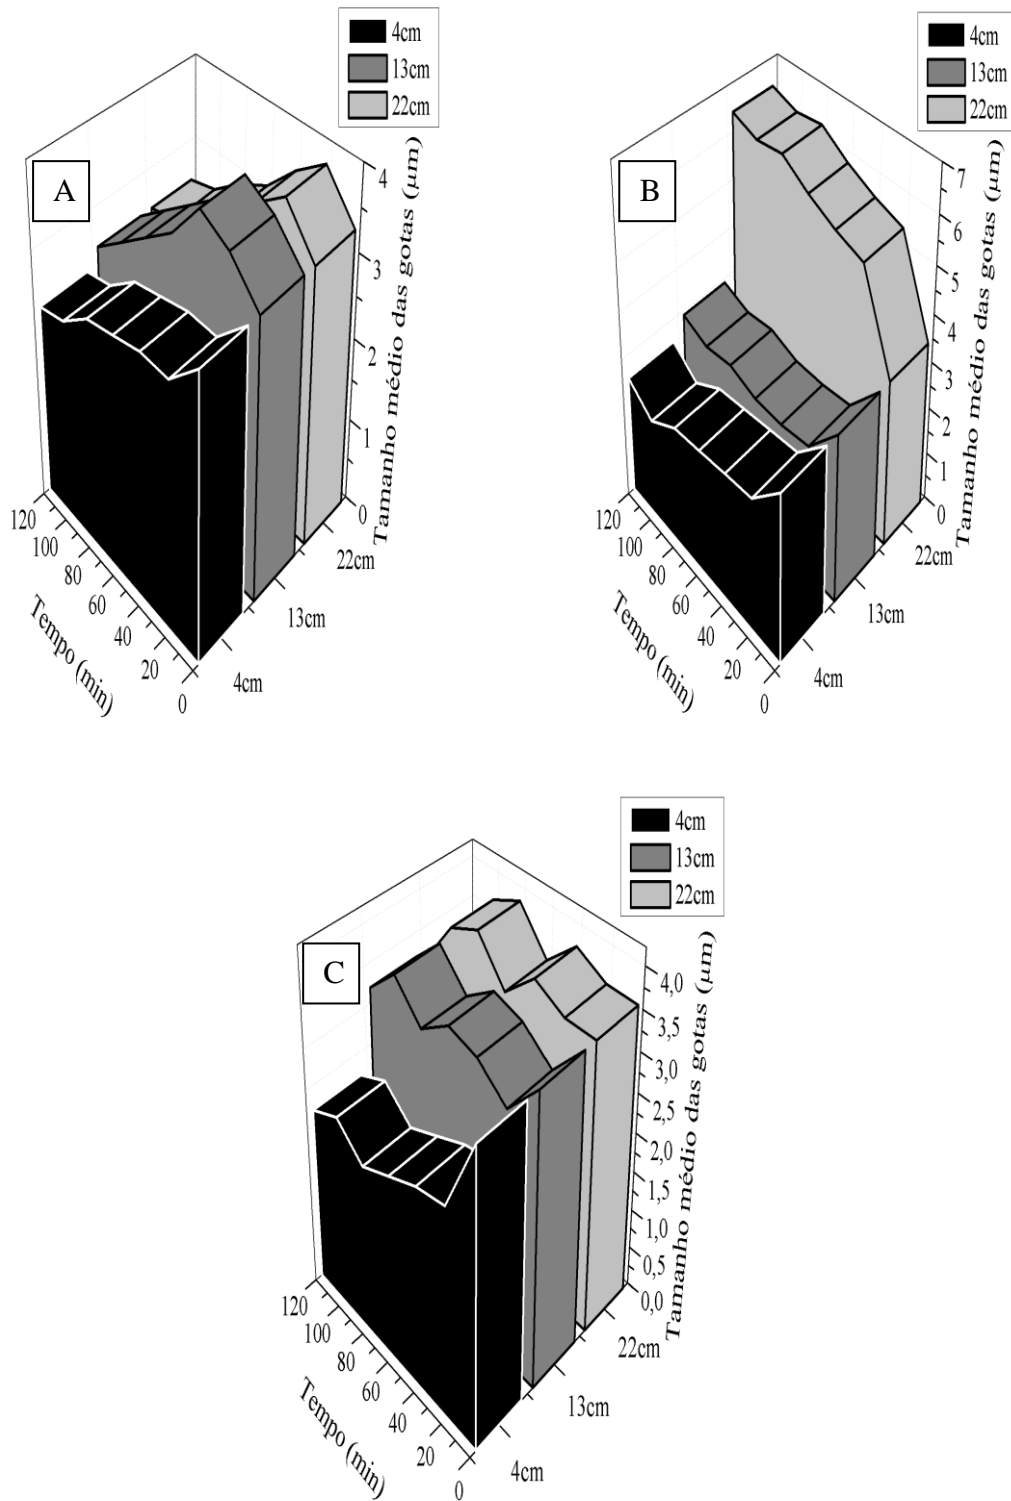 4cm
13cm
22cm
A
4
3
2
1
0
Tamanho médio das gotas (μm)
120
100
80
60
40
20
0
Tempo (min)
4cm
13cm
22cm
4cm
13cm
22cm
B
7
6
5
4
3
2
1
0
Tamanho médio das gotas (μm)
120
100
80
60
40
20
0
Tempo (min)
4cm
13cm
22cm
4cm
13cm
22cm
C
4,0
3,5
3,0
2,5
2,0
1,5
1,0
0,5
0,0
Tamanho médio das gotas (μm)
120
100
80
60
40
20
0
Tempo (min)
4cm
13cm
22cm